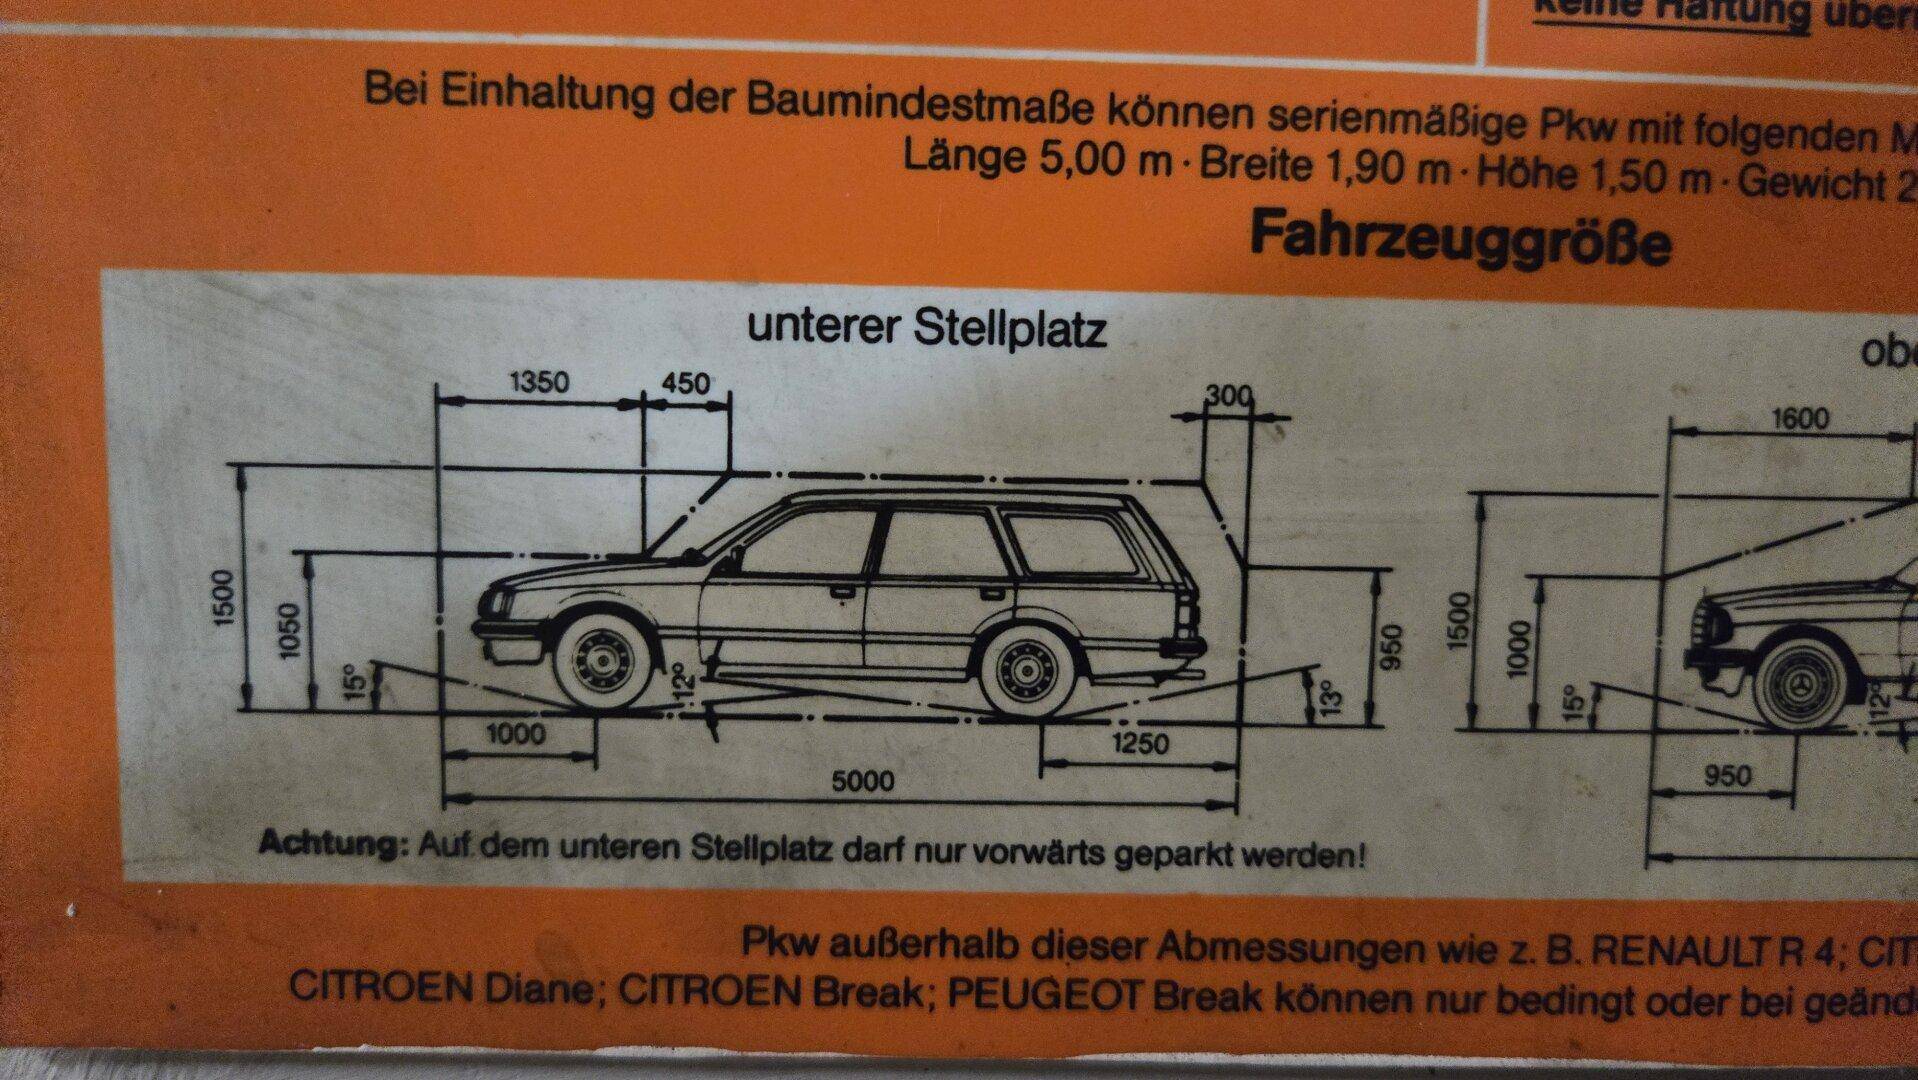 keine Haftung
Bei Einhaltung der Baumindestmaße können serienmäßige Pkw mit folgenden
Länge 5,00 m · Breite 1,90 m · Höhe 1,50 m · Gewicht 2
Fahrzeuggröße
unterer Stellplatz
1350
450
300
1500
1050
15°
12°
13°
950
1000
1250
5000
1600
1500
1000
15°
12°
950
Achtung: Auf dem unteren Stellplatz darf nur vorwärts geparkt werden!
Pkw außerhalb dieser Abmessungen wie z. B. RENAULT R 4; CIT
CITROEN Diane; CITROEN Break; PEUGEOT Break können nur bedingt oder bei geänd